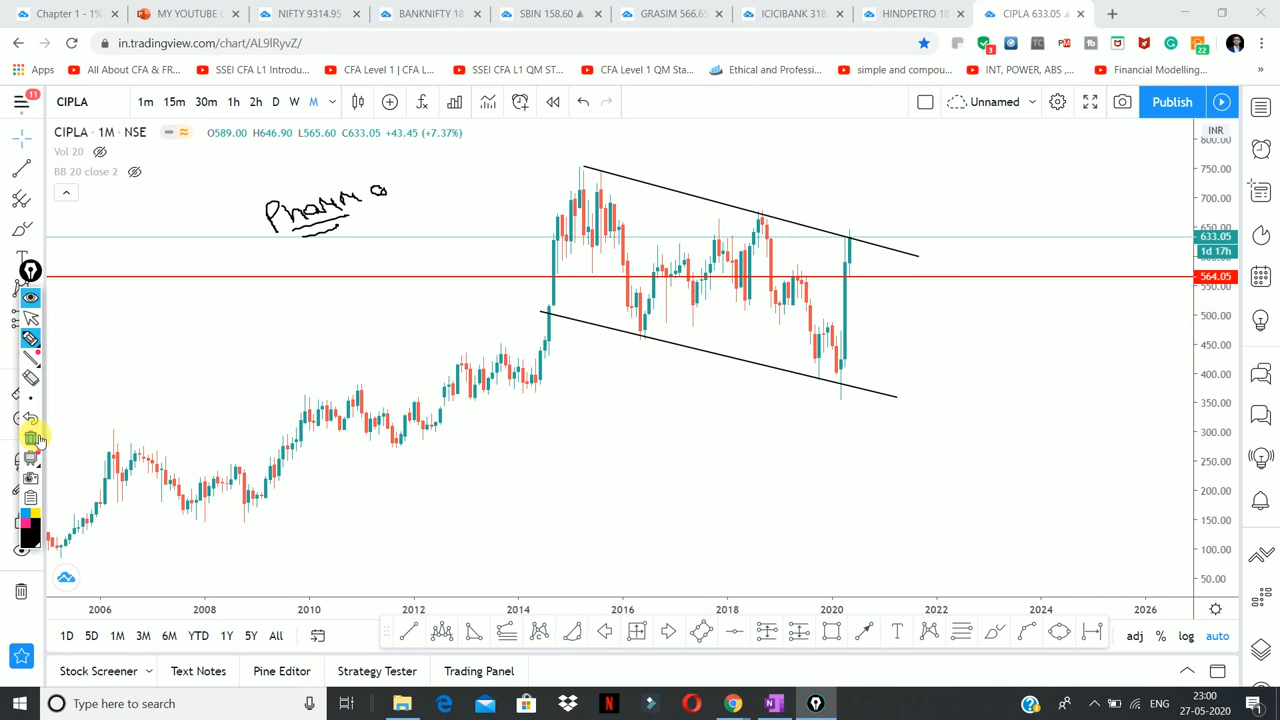 Chapter 1 - 1%
MY YOUTUBE C
NIFTY 9314.95
BANKNIFTY 18
SBIN 158.60
GRASIM 566.65
ICICIBANK 318.
HINDPETRO 18
CIPLA 633.05
in.tradingview.com/chart/AL9lRyvZ/
Apps
All About CFA & FR...
SSEI CFA L1 Introdu...
CFA Level 1 | CFA L...
SSEI CFA L1 QM ST...
CFA Level 1 QM Sta...
Ethical and Professi...
simple and compou...
INT, POWER, ABS ,...
Financial Modelling...
»
11
CIPLA
1m 15m 30m 1h 2h D W M
Unnamed
Publish
CIPLA · 1M · NSE O589.00 H646.90 L565.60 C633.05 +43.45 (+7.37%)
Vol 20
BB 20 close 2
Pharm
INR
800.00
750.00
700.00
650.00
633.05
1d 17h
600.00
564.05
550.00
500.00
450.00
400.00
350.00
300.00
250.00
200.00
150.00
100.00
50.00
2006 2008 2010 2012 2014 2016 2018 2020 2022 2024 2026
1D 5D 1M 3M 6M YTD 1Y 5Y All
adj % log auto
Stock Screener
Text Notes
Pine Editor
Strategy Tester
Trading Panel
Type here to search
ENG
23:00
27-05-2020